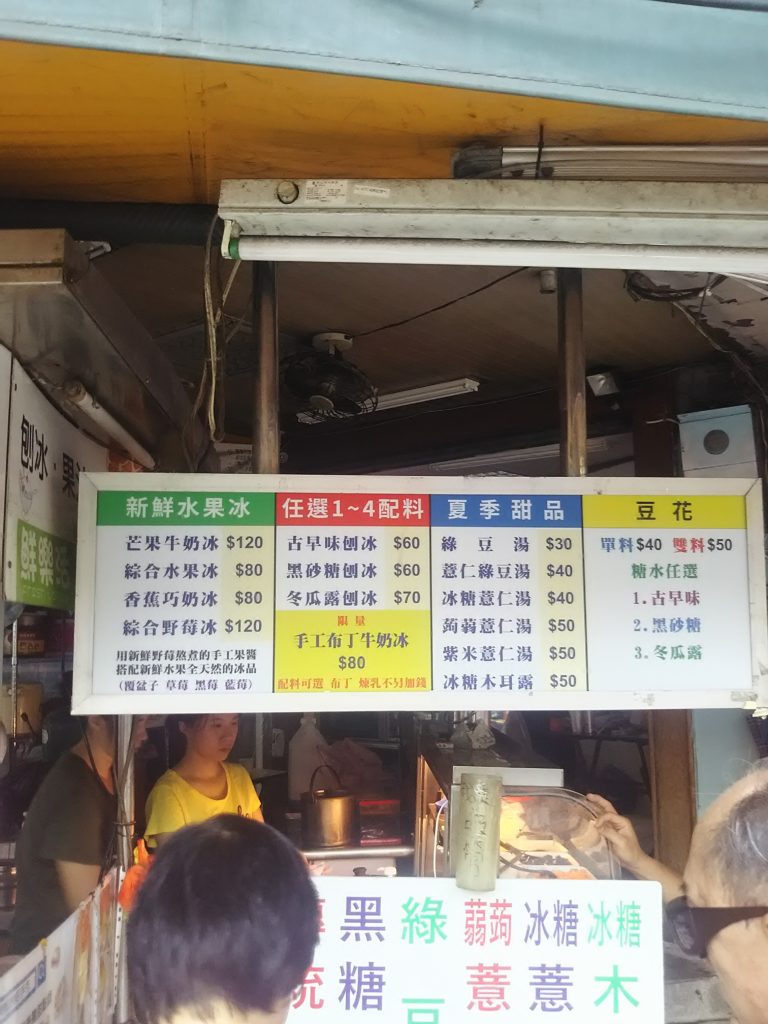 刨冰·果
鮮樂
新鮮水果冰
芒果牛奶冰 $120
綜合水果冰 $80
香蕉巧奶冰 $80
綜合野莓冰 $120
用新鮮野莓熬煮的手工果醬
搭配新鮮水果全天然的冰品
(覆盆子 草莓 黑莓 藍莓)
任選1~4配料
古早味刨冰 $60
黑砂糖刨冰 $60
冬瓜露刨冰 $70
限量
手工布丁牛奶冰
$80
配料可選 布丁 煉乳不另加錢
夏季甜品
綠豆湯 $30
薏仁綠豆湯 $40
冰糖薏仁湯 $40
蒟蒻薏仁湯 $50
紫米薏仁湯 $50
冰糖木耳露 $50
豆花
單料$40 雙料$50
糖水任選
1.古早味
2.黑砂糖
3.冬瓜露
黑糖
綠豆
蒟蒻薏
冰糖薏
冰糖木